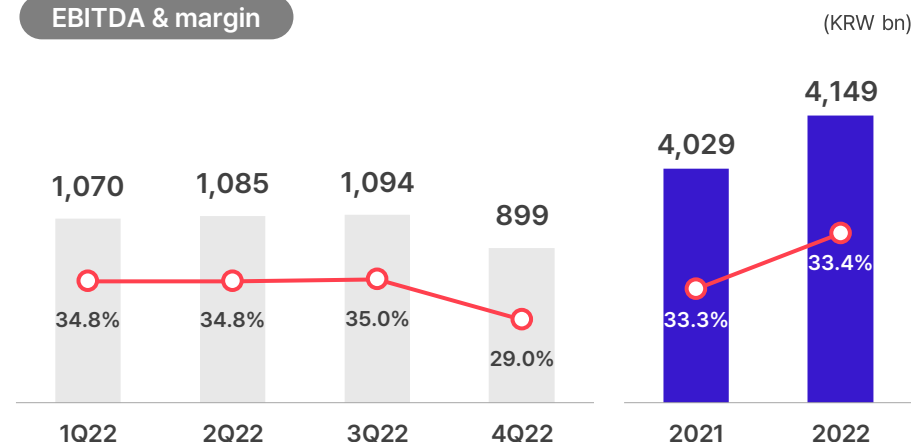 EBITDA & margin
(KRW bn)
1,070
1,085
1,094
899
4,029
4,149
34.8%
34.8%
35.0%
29.0%
33.3%
33.4%
1Q22
2Q22
3Q22
4Q22
2021
2022